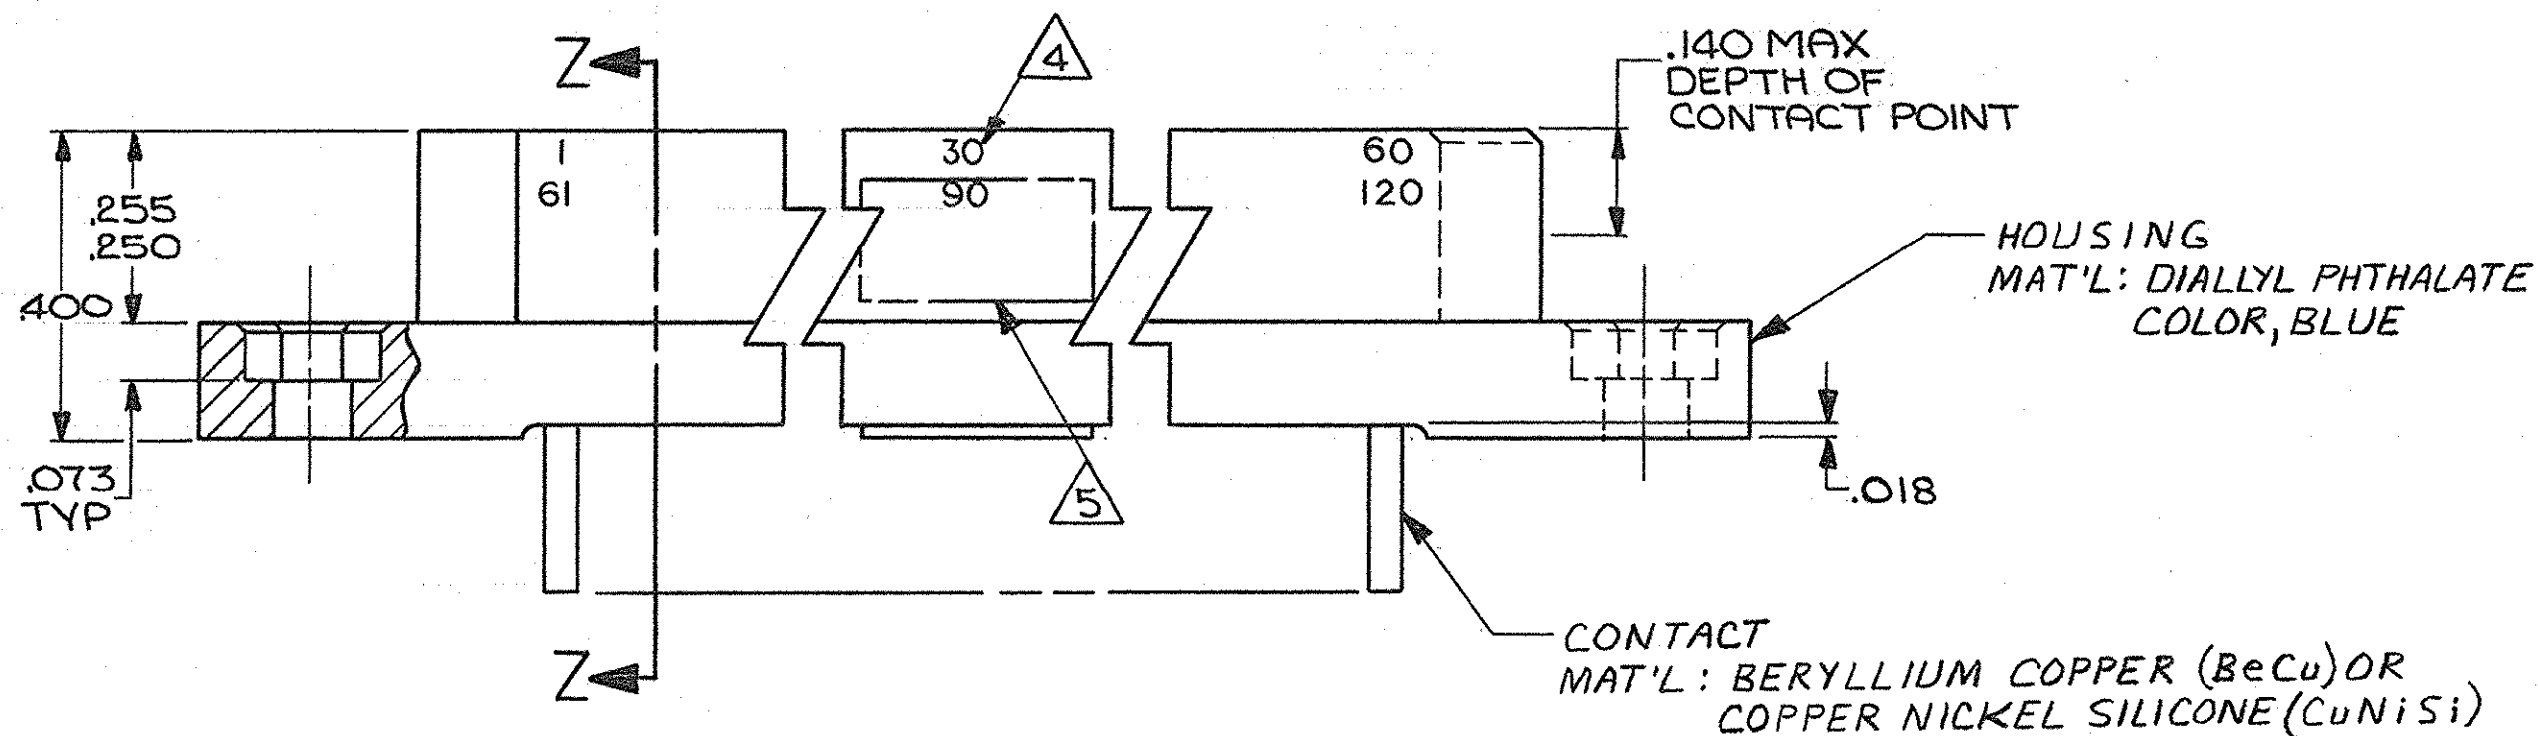 Z
4
.140 MAX
DEPTH OF
CONTACT POINT
1
61
30
90
60
120
.255
.250
.400
HOUSING
MAT'L: DIALLYL PHTHALATE
COLOR, BLUE
.073
TYP
5
.018
CONTACT
MAT'L: BERYLLIUM COPPER (BeCu) OR
COPPER NICKEL SILICONE (CuNiSi)
Z